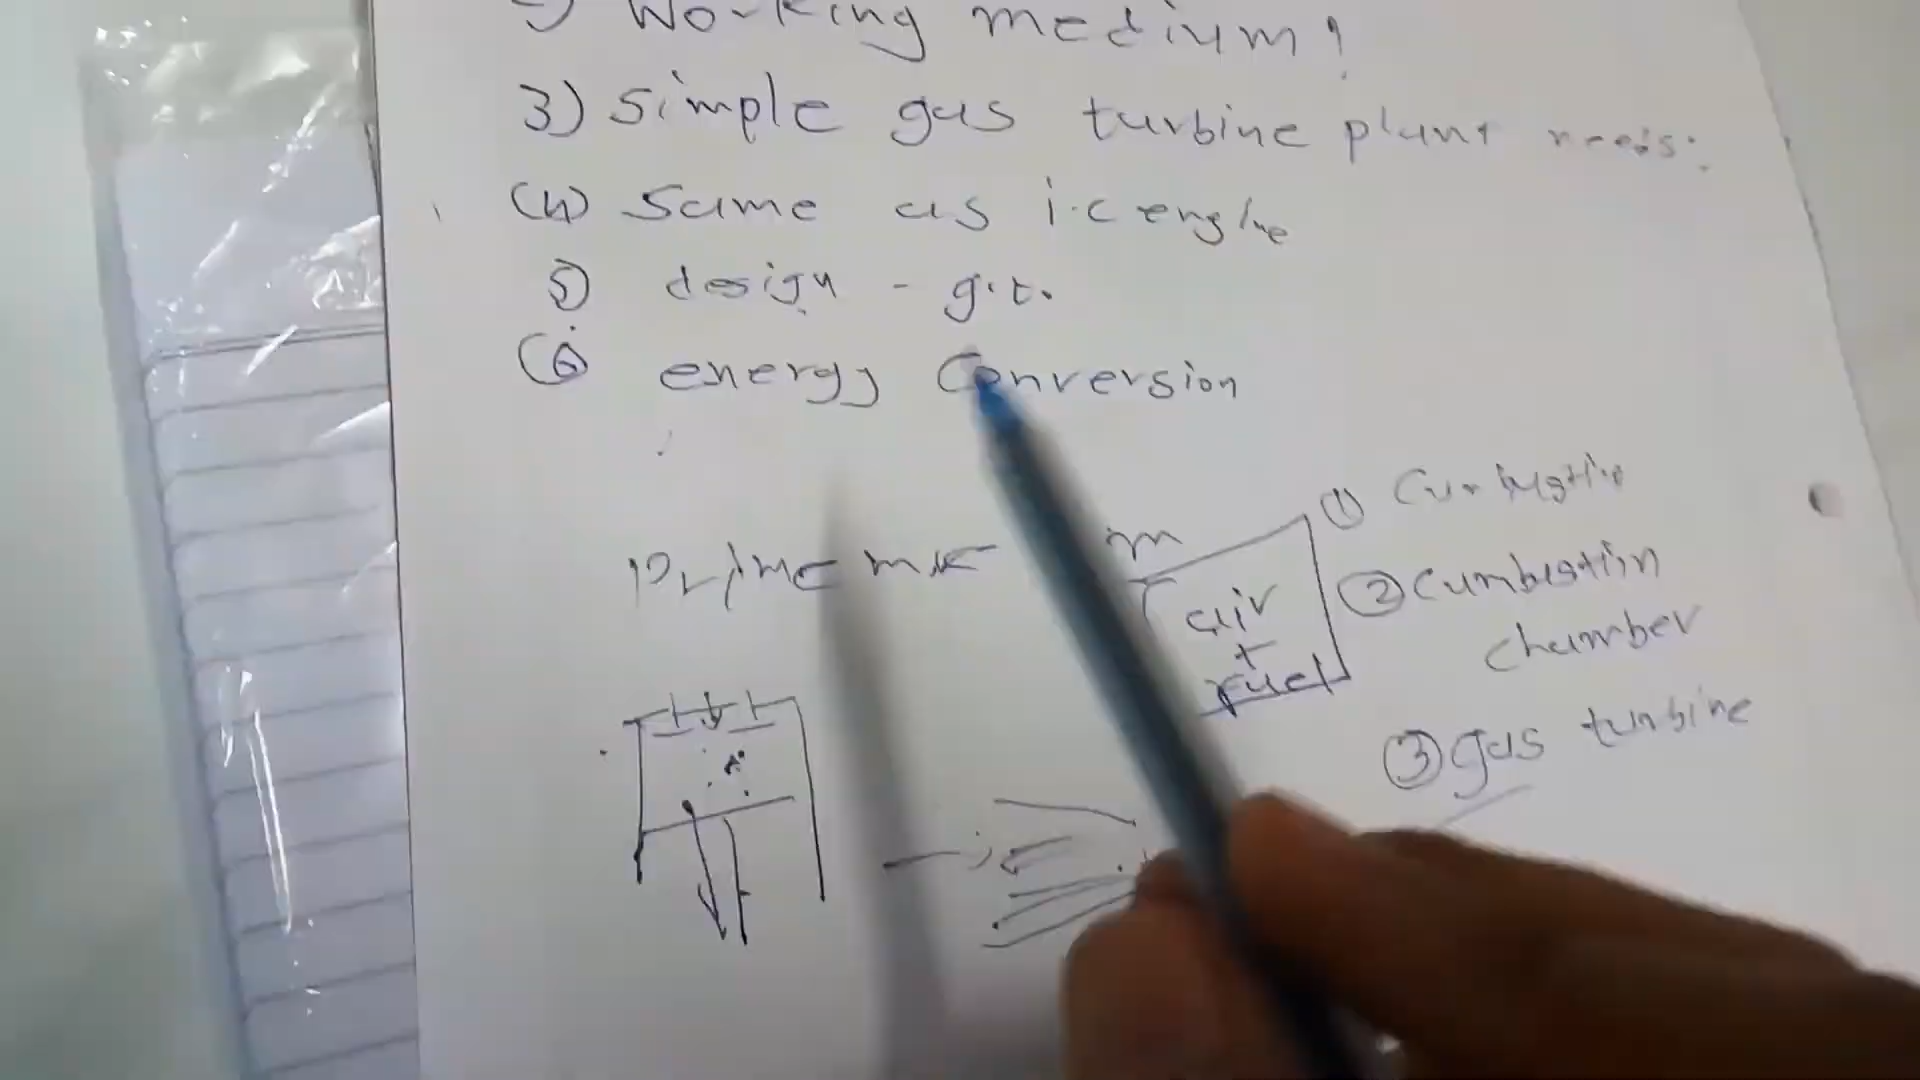 Working medium!
3) Simple gas turbine plant needs:
(4) Same as i.c engine
5) design - g.t.
(6) energy Conversion
Prime
m
air
+
Fuel
①
② Cumbustion
chamber
③ gas turbine